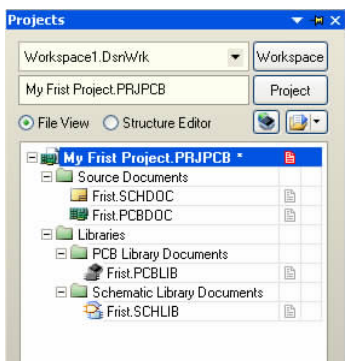 Projects
Workspace1.DsnWrk Workspace
My Frist Project.PRJPCB Project
File View Structure Editor
My Frist Project.PRJPCB *
Source Documents
Frist.SCHDOC
Frist.PCBDOC
Libraries
PCB Library Documents
Frist.PCBLIB
Schematic Library Documents
Frist.SCHLIB